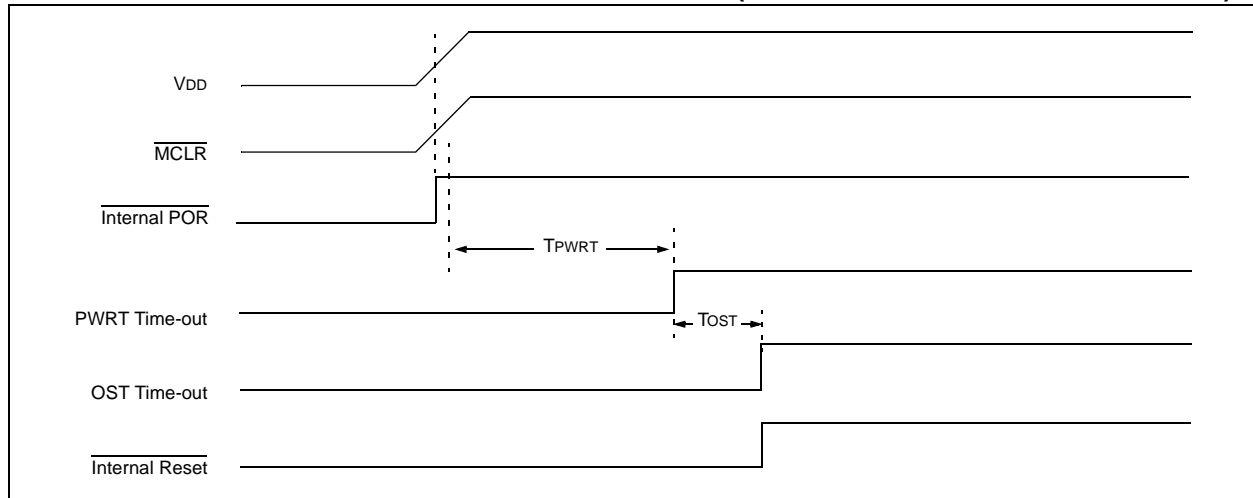 VDD
MCLR
Internal POR
TPWRT
PWRT Time-out
TOST
OST Time-out
Internal Reset